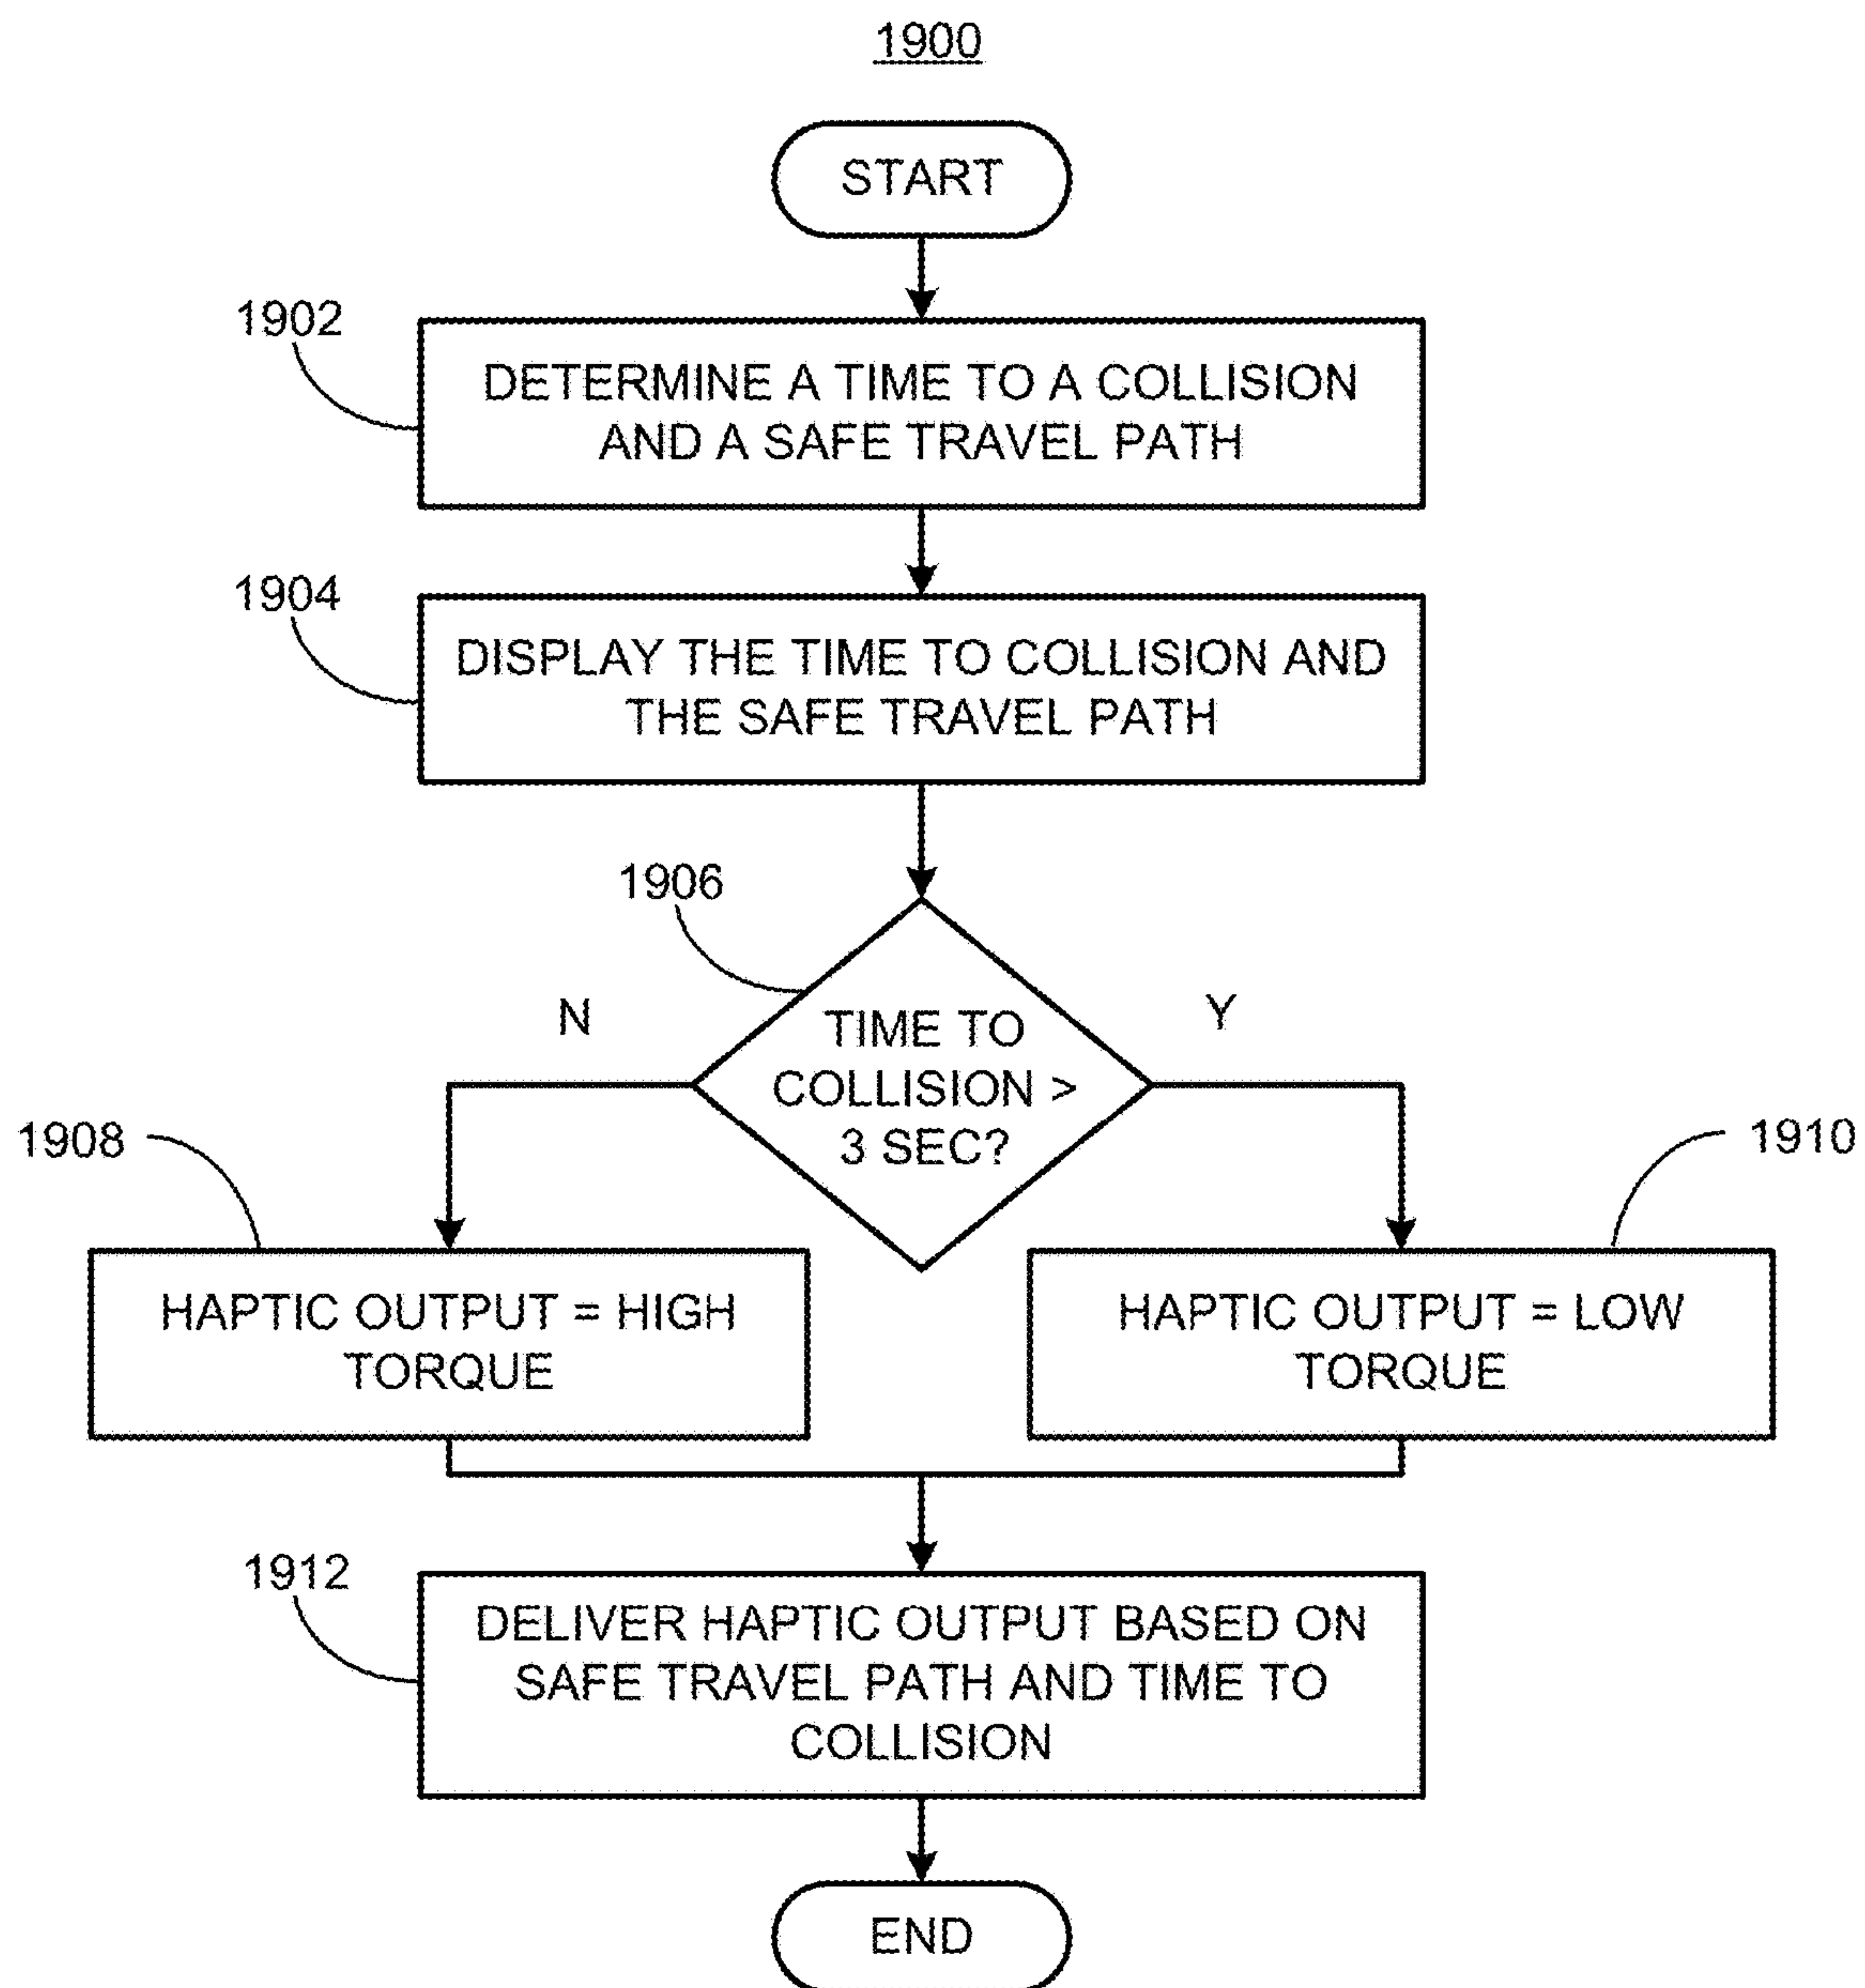 1900
START
1902
DETERMINE A TIME TO A COLLISION
AND A SAFE TRAVEL PATH
1904
DISPLAY THE TIME TO COLLISION AND
THE SAFE TRAVEL PATH
1906
N
Y
TIME TO
COLLISION >
3 SEC?
1908
1910
HAPTIC OUTPUT = HIGH
TORQUE
HAPTIC OUTPUT = LOW
TORQUE
1912
DELIVER HAPTIC OUTPUT BASED ON
SAFE TRAVEL PATH AND TIME TO
COLLISION
END